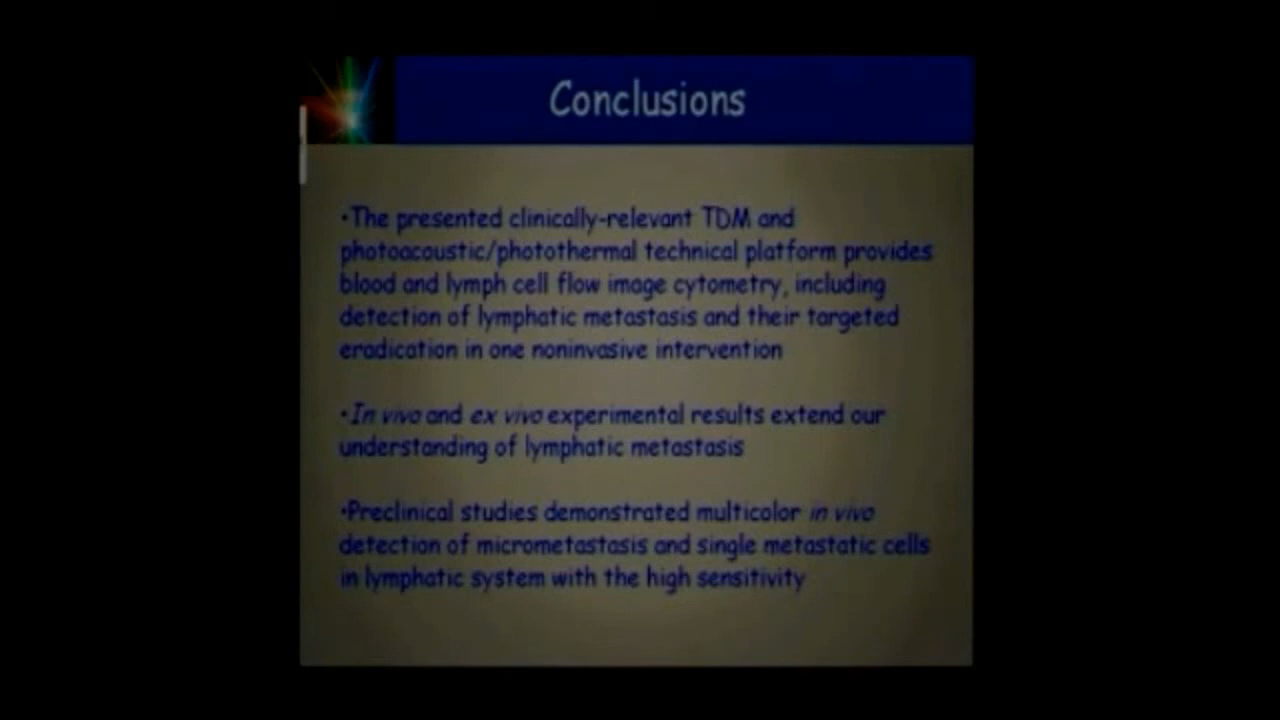 Conclusions
•The presented clinically-relevant TDM and
photoacoustic/photothermal technical platform provides
blood and lymph cell flow image cytometry, including
detection of lymphatic metastasis and their targeted
eradication in one noninvasive intervention
•In vivo and ex vivo experimental results extend our
understanding of lymphatic metastasis
•Preclinical studies demonstrated multicolor in vivo
detection of micrometastasis and single metastatic cells
in lymphatic system with the high sensitivity